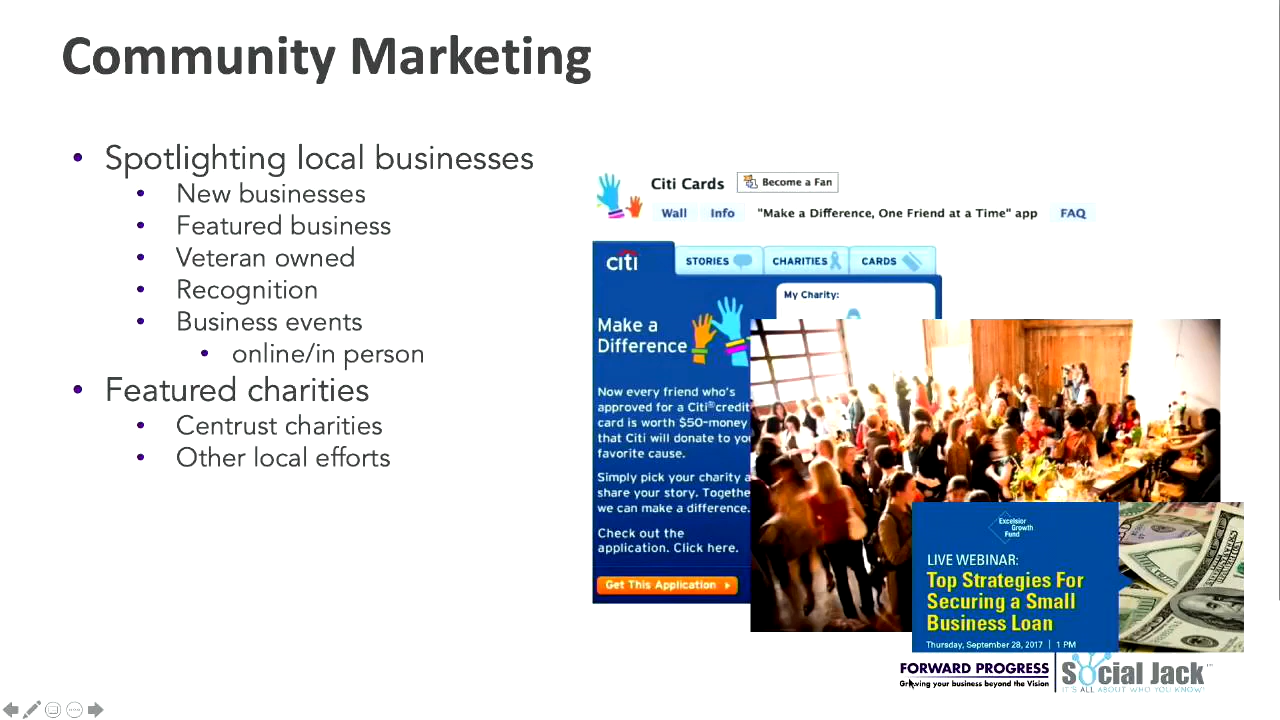 Community Marketing
• Spotlighting local businesses
• New businesses
• Featured business
• Veteran owned
• Recognition
• Business events
• online/in person
• Featured charities
• Centrust charities
• Other local efforts
Citi Cards
Become a Fan
Wall Info "Make a Difference, One Friend at a Time" app FAQ
citi
STORIES CHARITIES CARDS
My Charity:
Make a
Difference
Now every friend who's
approved for a Citi® credit
card is worth $50-money
that Citi will donate to you
favorite cause.
Simply pick your charity a
share your story. Togethe
we can make a difference.
Check out the
application. Click here.
Get This Application
Excelsior
Growth
Fund
LIVE WEBINAR:
Top Strategies For
Securing a Small
Business Loan
Thursday, September 28, 2017 | 1 PM
FORWARD PROGRESS
Growing your business beyond the Vision
Social Jack™
IT'S ALL ABOUT WHO YOU KNOW!